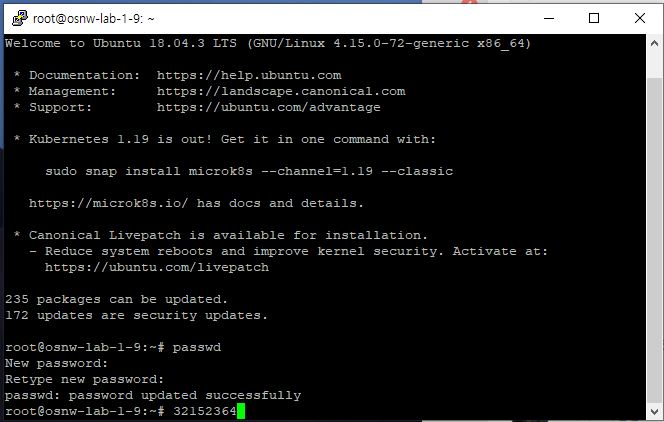 root@osnw-lab-1-9: ~
Welcome to Ubuntu 18.04.3 LTS (GNU/Linux 4.15.0-72-generic x86_64)
* Documentation:  https://help.ubuntu.com
* Management:     https://landscape.canonical.com
* Support:        https://ubuntu.com/advantage
* Kubernetes 1.19 is out! Get it in one command with:
sudo snap install microk8s --channel=1.19 --classic
https://microk8s.io/ has docs and details.
* Canonical Livepatch is available for installation.
- Reduce system reboots and improve kernel security. Activate at:
https://ubuntu.com/livepatch
235 packages can be updated.
172 updates are security updates.
root@osnw-lab-1-9:~# passwd
New password:
Retype new password:
passwd: password updated successfully
root@osnw-lab-1-9:~# 32152364